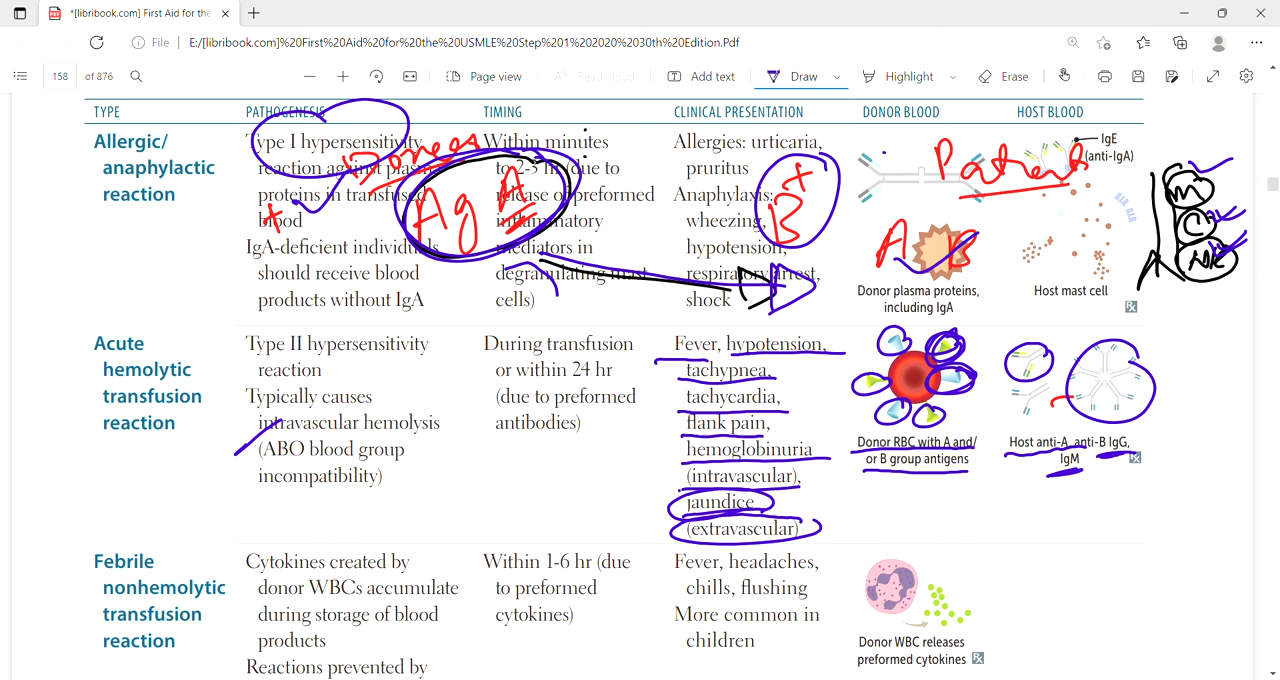 *[libribook.com] First Aid for the
File E:/[libribook.com]%20First%20Aid%20for%20the%20USMLE%20Step%201%202020%2030th%20Edition.Pdf
158 of 876 Page view Read aloud Add text Draw Highlight Erase
TYPE PATHOGENESIS TIMING CLINICAL PRESENTATION DONOR BLOOD HOST BLOOD
Allergic/
anaphylactic
reaction
Type I hypersensitivity
reaction against plasma
proteins in transfused
blood
IgA-deficient individuals
should receive blood
products without IgA
Within minutes
to 2-3 hr (due to
release of preformed
inflammatory
mediators in
degranulating mast
cells)
Allergies: urticaria,
pruritus
Anaphylaxis:
wheezing,
hypotension,
respiratory arrest,
shock
Donor plasma proteins,
including IgA
IgE
(anti-IgA)
Host mast cell
Rx
+
Ag A
+
B
Patient
A B
M
C
Acute
hemolytic
transfusion
reaction
Type II hypersensitivity
reaction
Typically causes
intravascular hemolysis
(ABO blood group
incompatibility)
During transfusion
or within 24 hr
(due to preformed
antibodies)
Fever, hypotension,
tachypnea,
tachycardia,
flank pain,
hemoglobinuria
(intravascular),
jaundice
(extravascular)
Donor RBC with A and/
or B group antigens
Host anti-A, anti-B IgG,
IgM
Rx
Febrile
nonhemolytic
transfusion
reaction
Cytokines created by
donor WBCs accumulate
during storage of blood
products
Reactions prevented by
Within 1-6 hr (due
to preformed
cytokines)
Fever, headaches,
chills, flushing
More common in
children
Donor WBC releases
preformed cytokines
Rx